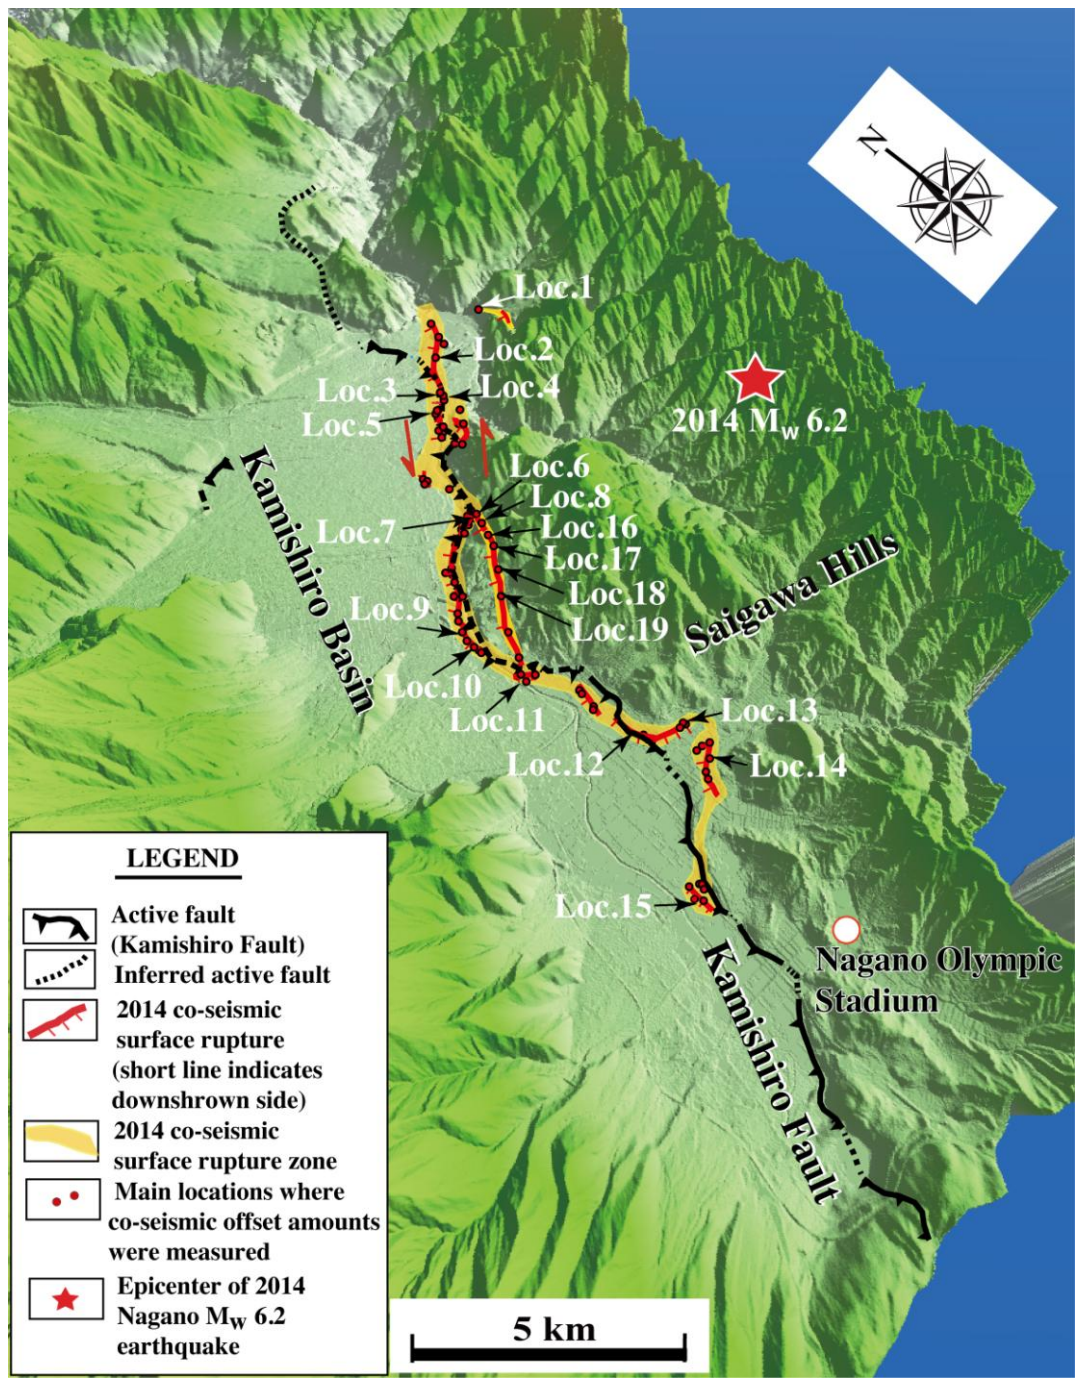 N
Loc.1
Loc.2
Loc.3
Loc.4
Loc.5
2014 Mw 6.2
Kamishiro Basin
Loc.6
Loc.8
Loc.7
Loc.16
Loc.17
Loc.18
Loc.9
Loc.19
Saigawa Hills
Loc.10
Loc.11
Loc.13
Loc.12
Loc.14
Loc.15
Nagano Olympic
Stadium
Kamishiro Fault
LEGEND
Active fault
(Kamishiro Fault)
Inferred active fault
2014 co-seismic
surface rupture
(short line indicates
downshrown side)
2014 co-seismic
surface rupture zone
Main locations where
co-seismic offset amounts
were measured
Epicenter of 2014
Nagano Mw 6.2
earthquake
5 km